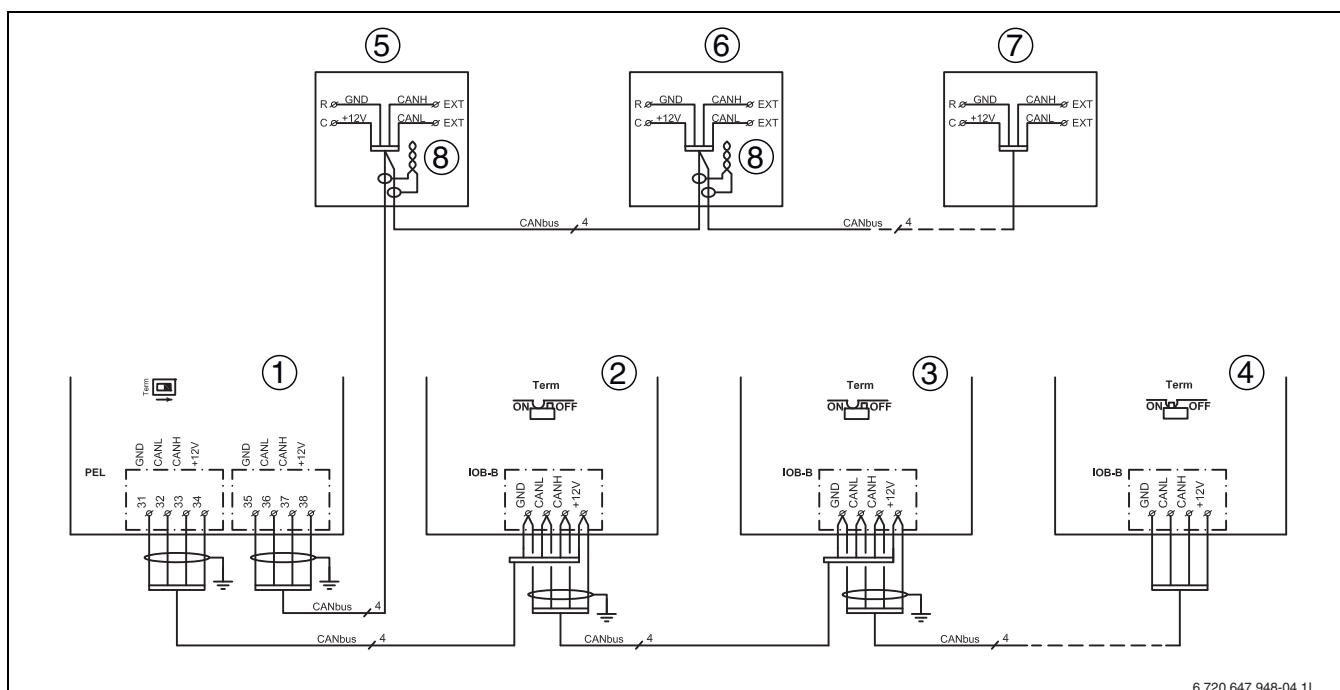 5 6 7
R GND CANH EXT
C +12V CANL EXT
8
R GND CANH EXT
C +12V CANL EXT
8
R GND CANH EXT
C +12V CANL EXT
CANbus 4
CANbus 4
1 2 3 4
Term
Term
ON OFF
Term
ON OFF
Term
ON OFF
PEL
GND CANL CANH +12V
GND CANL CANH +12V
31 32 33 34
35 36 37 38
IOB-B
GND CANL CANH +12V
IOB-B
GND CANL CANH +12V
IOB-B
GND CANL CANH +12V
CANbus 4
CANbus 4
CANbus 4
CANbus 4
6 720 647 948-04.1I